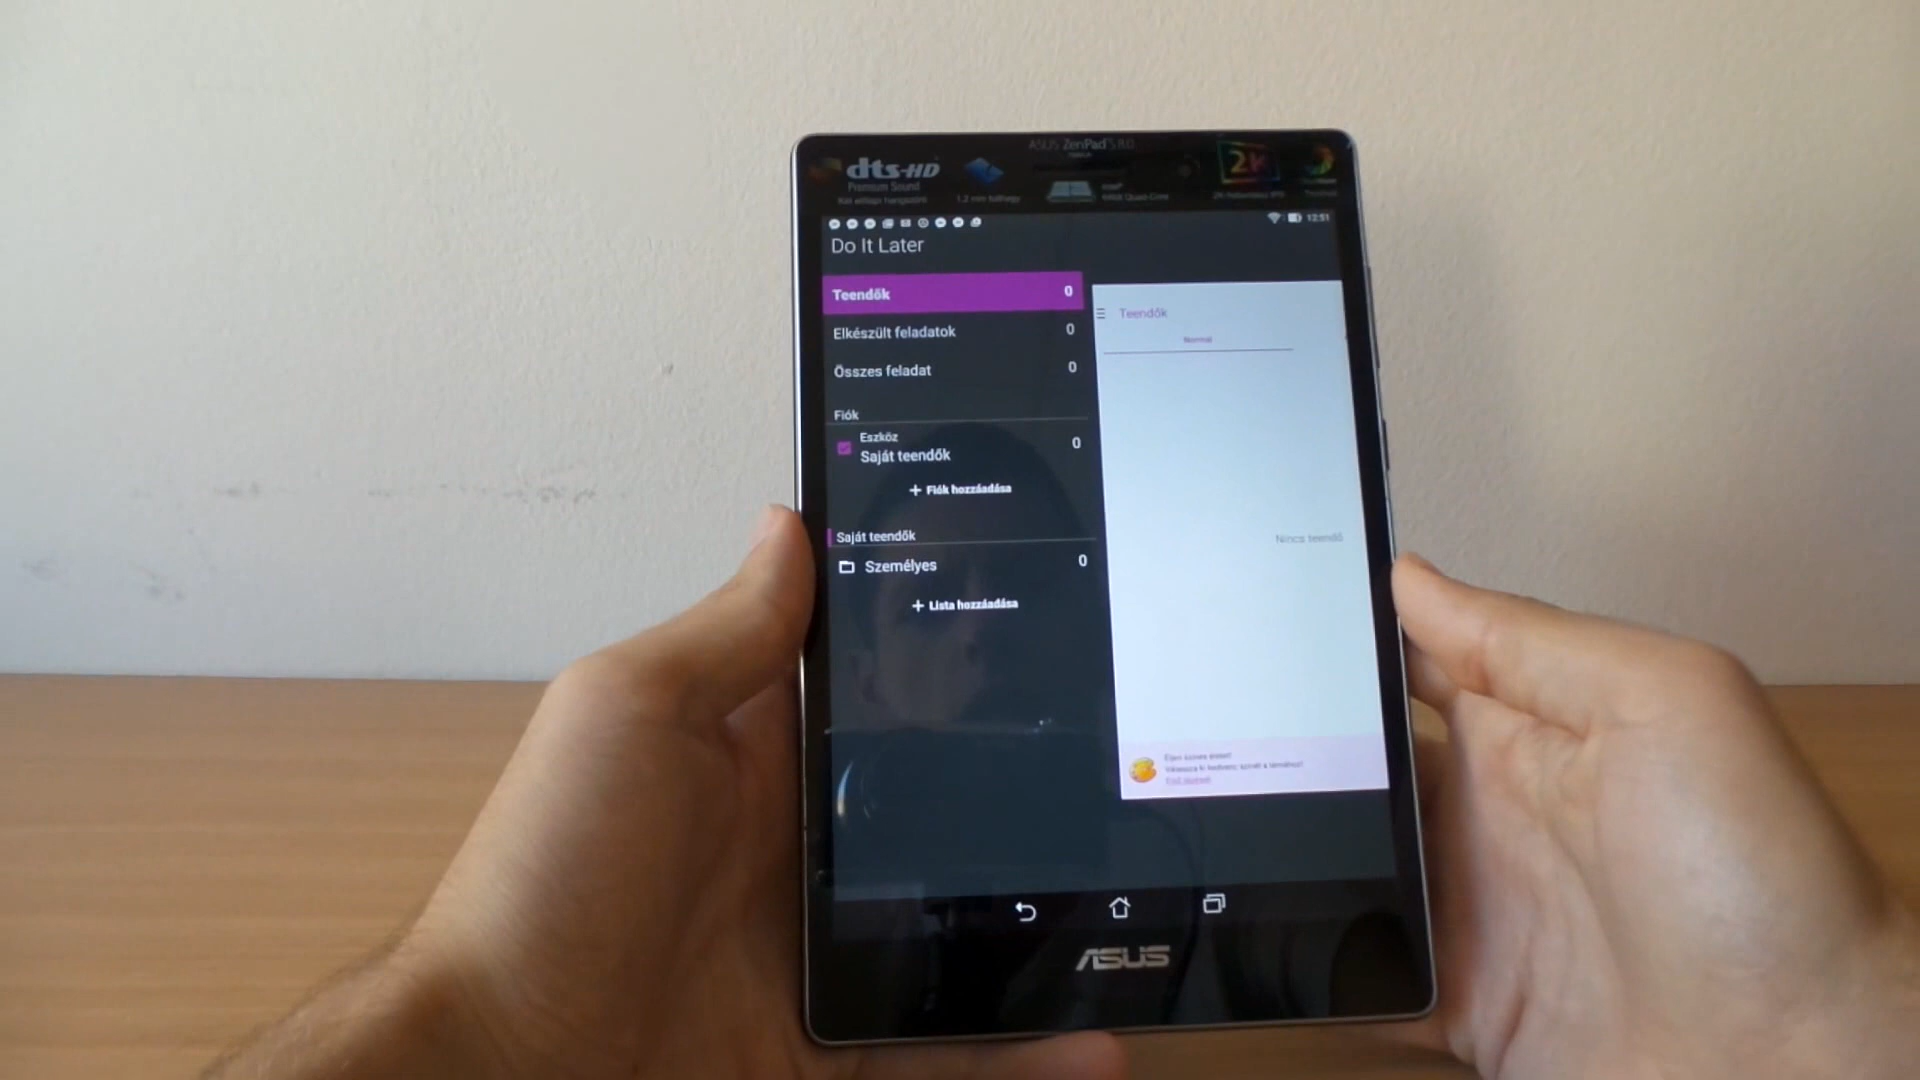 ASUS ZenPad S 8.0
dts-HD
Premium Sound
2K
12:51
Do It Later
Teendők 0
Elkészült feladatok 0
Összes feladat 0
Fiók
Eszköz
Saját teendők 0
+ Fiók hozzáadása
Saját teendők
Személyes 0
+ Lista hozzáadása
Teendők
Normál
Nincs teendő
ASUS